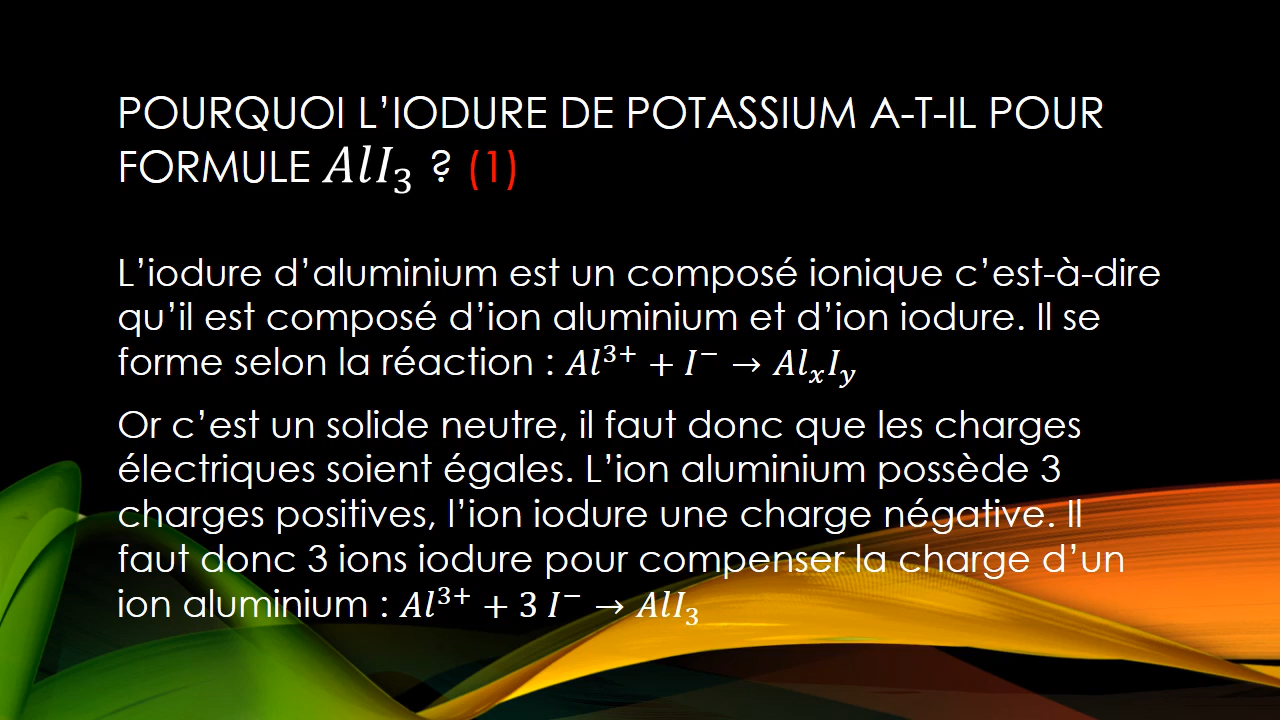 POURQUOI L’IODURE DE POTASSIUM A-T-IL POUR
FORMULE AlI₃ ? (1)
L’iodure d’aluminium est un composé ionique c’est-à-dire
qu’il est composé d’ion aluminium et d’ion iodure. Il se
forme selon la réaction : Al³⁺ + I⁻ → AlₓIᵧ
Or c’est un solide neutre, il faut donc que les charges
électriques soient égales. L’ion aluminium possède 3
charges positives, l’ion iodure une charge négative. Il
faut donc 3 ions iodure pour compenser la charge d’un
ion aluminium : Al³⁺ + 3 I⁻ → AlI₃